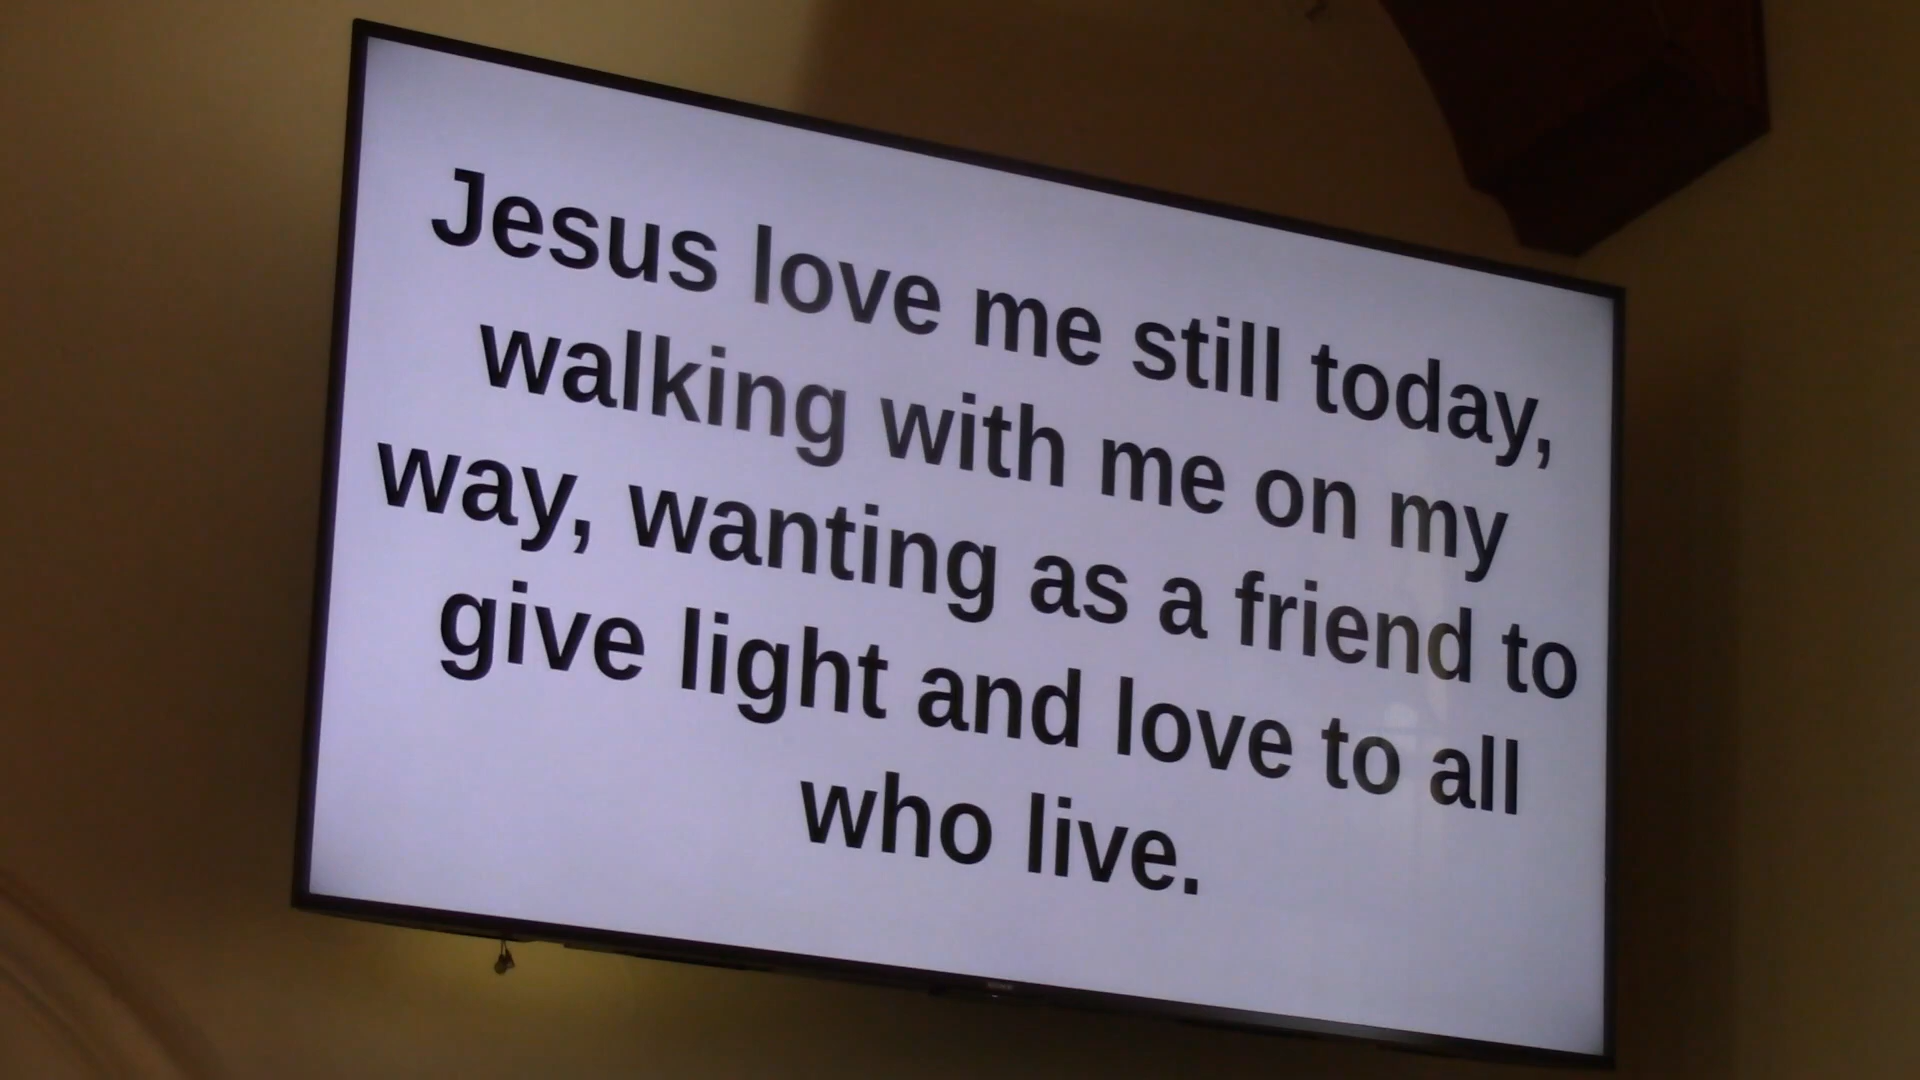 Jesus love me still today,
walking with me on my
way, wanting as a friend to
give light and love to all
who live.